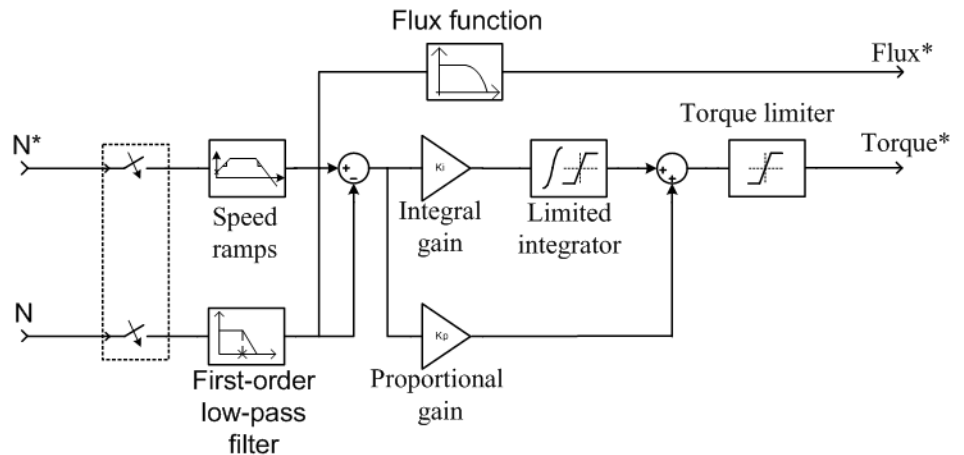 Flux function
Flux*
Torque limiter
N*
Torque*
Ki
+
-
+
+
Speed
ramps
Integral
gain
Limited
integrator
N
Kp
First-order
low-pass
filter
Proportional
gain